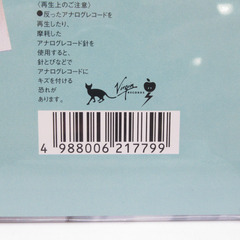 〈再生上のご注意〉
●反ったアナログレコードを
再生したり、
摩耗した
アナログレコード針を
使用すると、
針とびなどで
アナログレコードに
キズを付ける
恐れが
あります。
Virgin
RECORDS
4 988006 217799